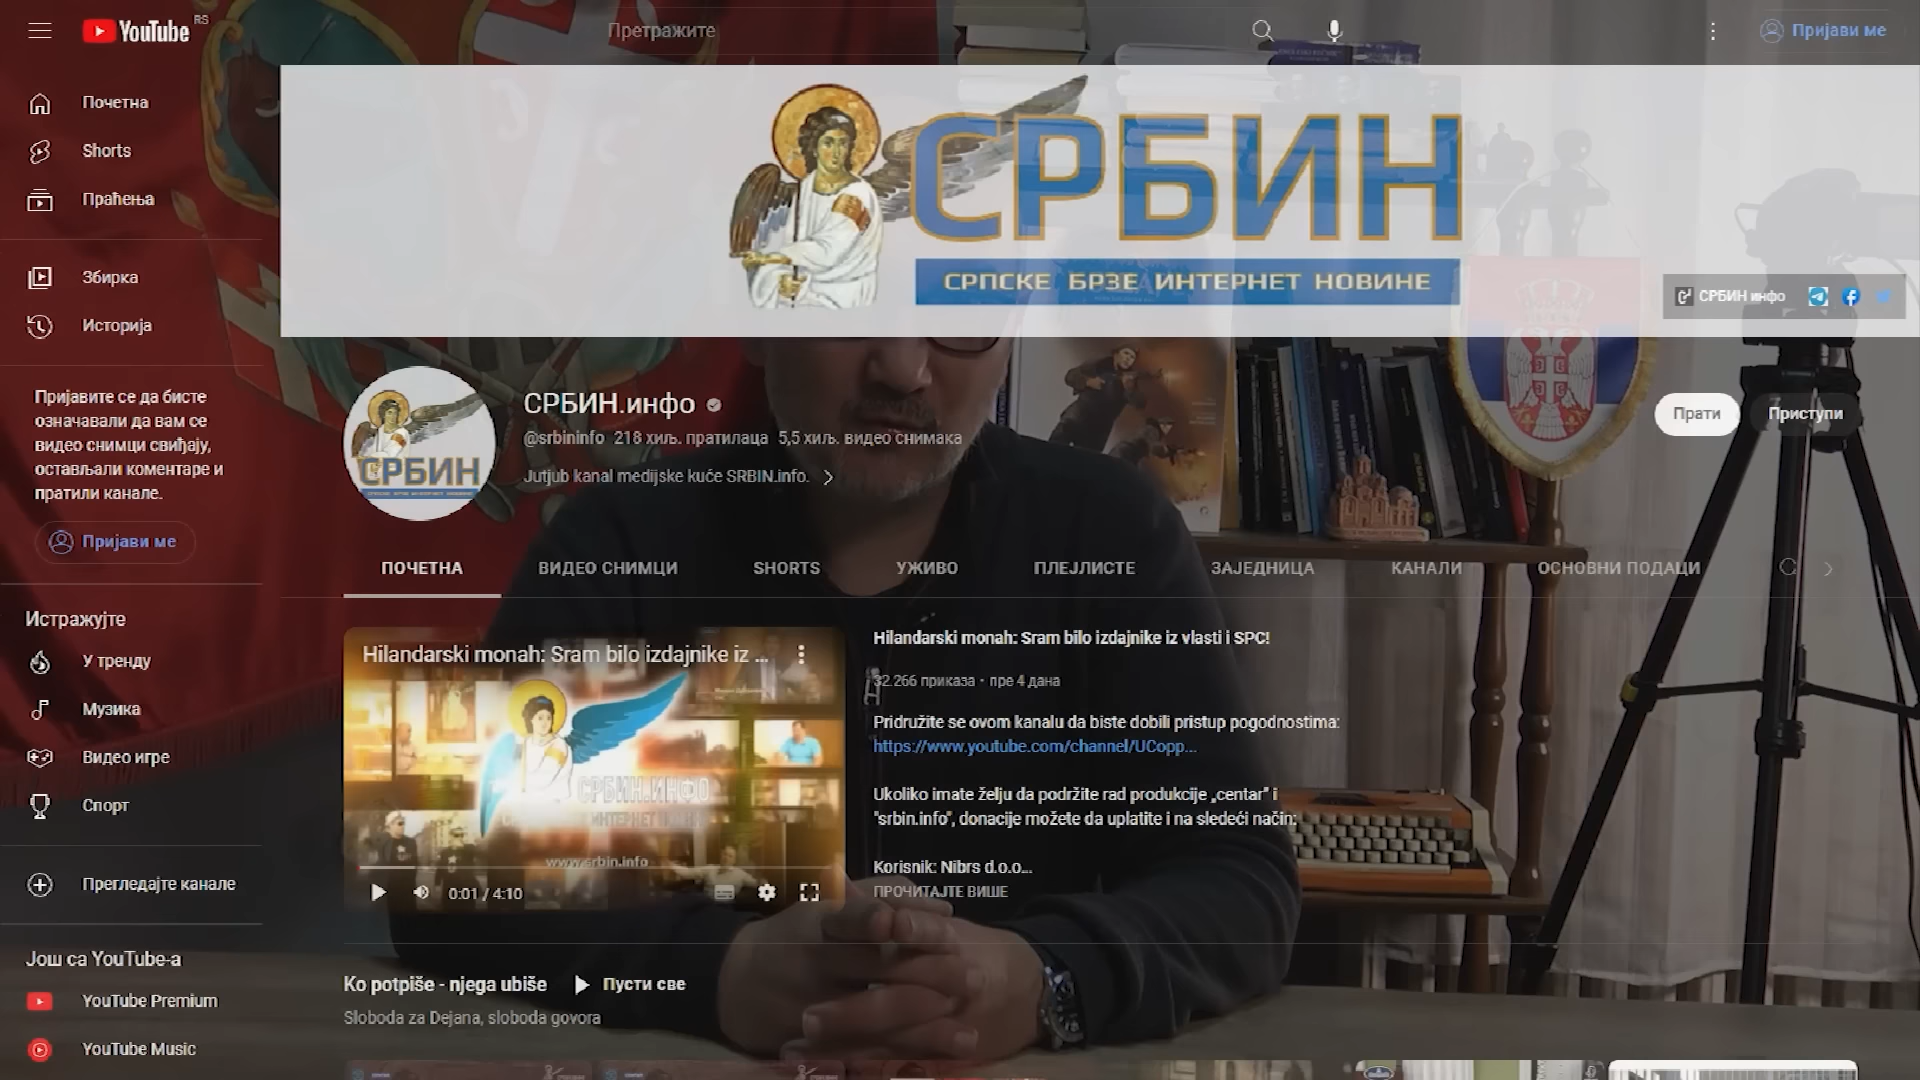 YouTube RS
Претражите
Пријави ме
Почетна
Shorts
Праћења
Збирка
Историја
Пријавите се да бисте
означавали да вам се
видео снимци свиђају,
остављали коментаре и
пратили канале.
Пријави ме
Истражујте
У тренду
Музика
Видео игре
Спорт
Прегледајте канале
Још са YouTube-а
YouTube Premium
YouTube Music
СРБИН
СРПСКЕ БРЗЕ ИНТЕРНЕТ НОВИНЕ
СРБИН инфо
СРБИН
СРБИН.инфо
@srbininfo 218 хиљ. пратилаца 5,5 хиљ. видео снимака
Jutjub kanal medijske kuće SRBIN.info.
Прати
Приступи
ПОЧЕТНА ВИДЕО СНИМЦИ SHORTS УЖИВО ПЛЕЈЛИСТЕ ЗАЈЕДНИЦА КАНАЛИ ОСНОВНИ ПОДАЦИ
Hilandarski monah: Sram bilo izdajnike iz ...
СРБИН.ИНФО
www.srbin.info
0:01 / 4:10
Hilandarski monah: Sram bilo izdajnike iz vlasti i SPC!
32.266 приказа • пре 4 дана
Pridružite se ovom kanalu da biste dobili pristup pogodnostima:
https://www.youtube.com/channel/UCopp...
Ukoliko imate želju da podržite rad produkcije „centar" i
"srbin.info", donacije možete da uplatite i na sledeći način:
Korisnik: Nibrs d.o.o...
ПРОЧИТАЈТЕ ВИШЕ
Ko potpiše - njega ubiše Пусти све
Sloboda za Dejana, sloboda govora